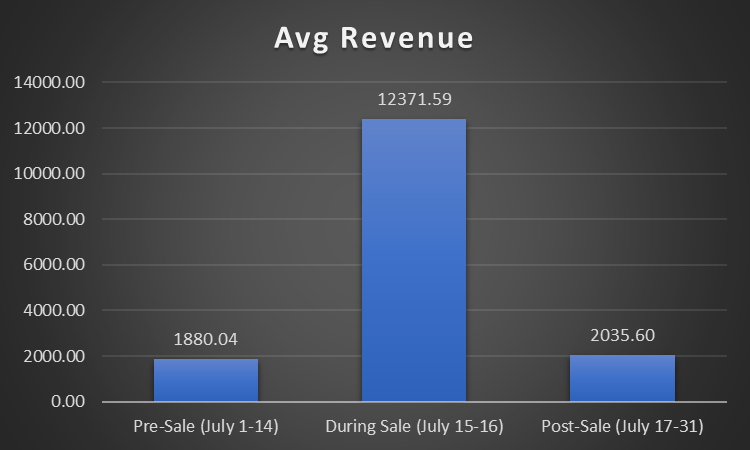 Avg Revenue
14000.00
12000.00
10000.00
8000.00
6000.00
4000.00
2000.00
0.00
1880.04
12371.59
2035.60
Pre-Sale (July 1-14)
During Sale (July 15-16)
Post-Sale (July 17-31)